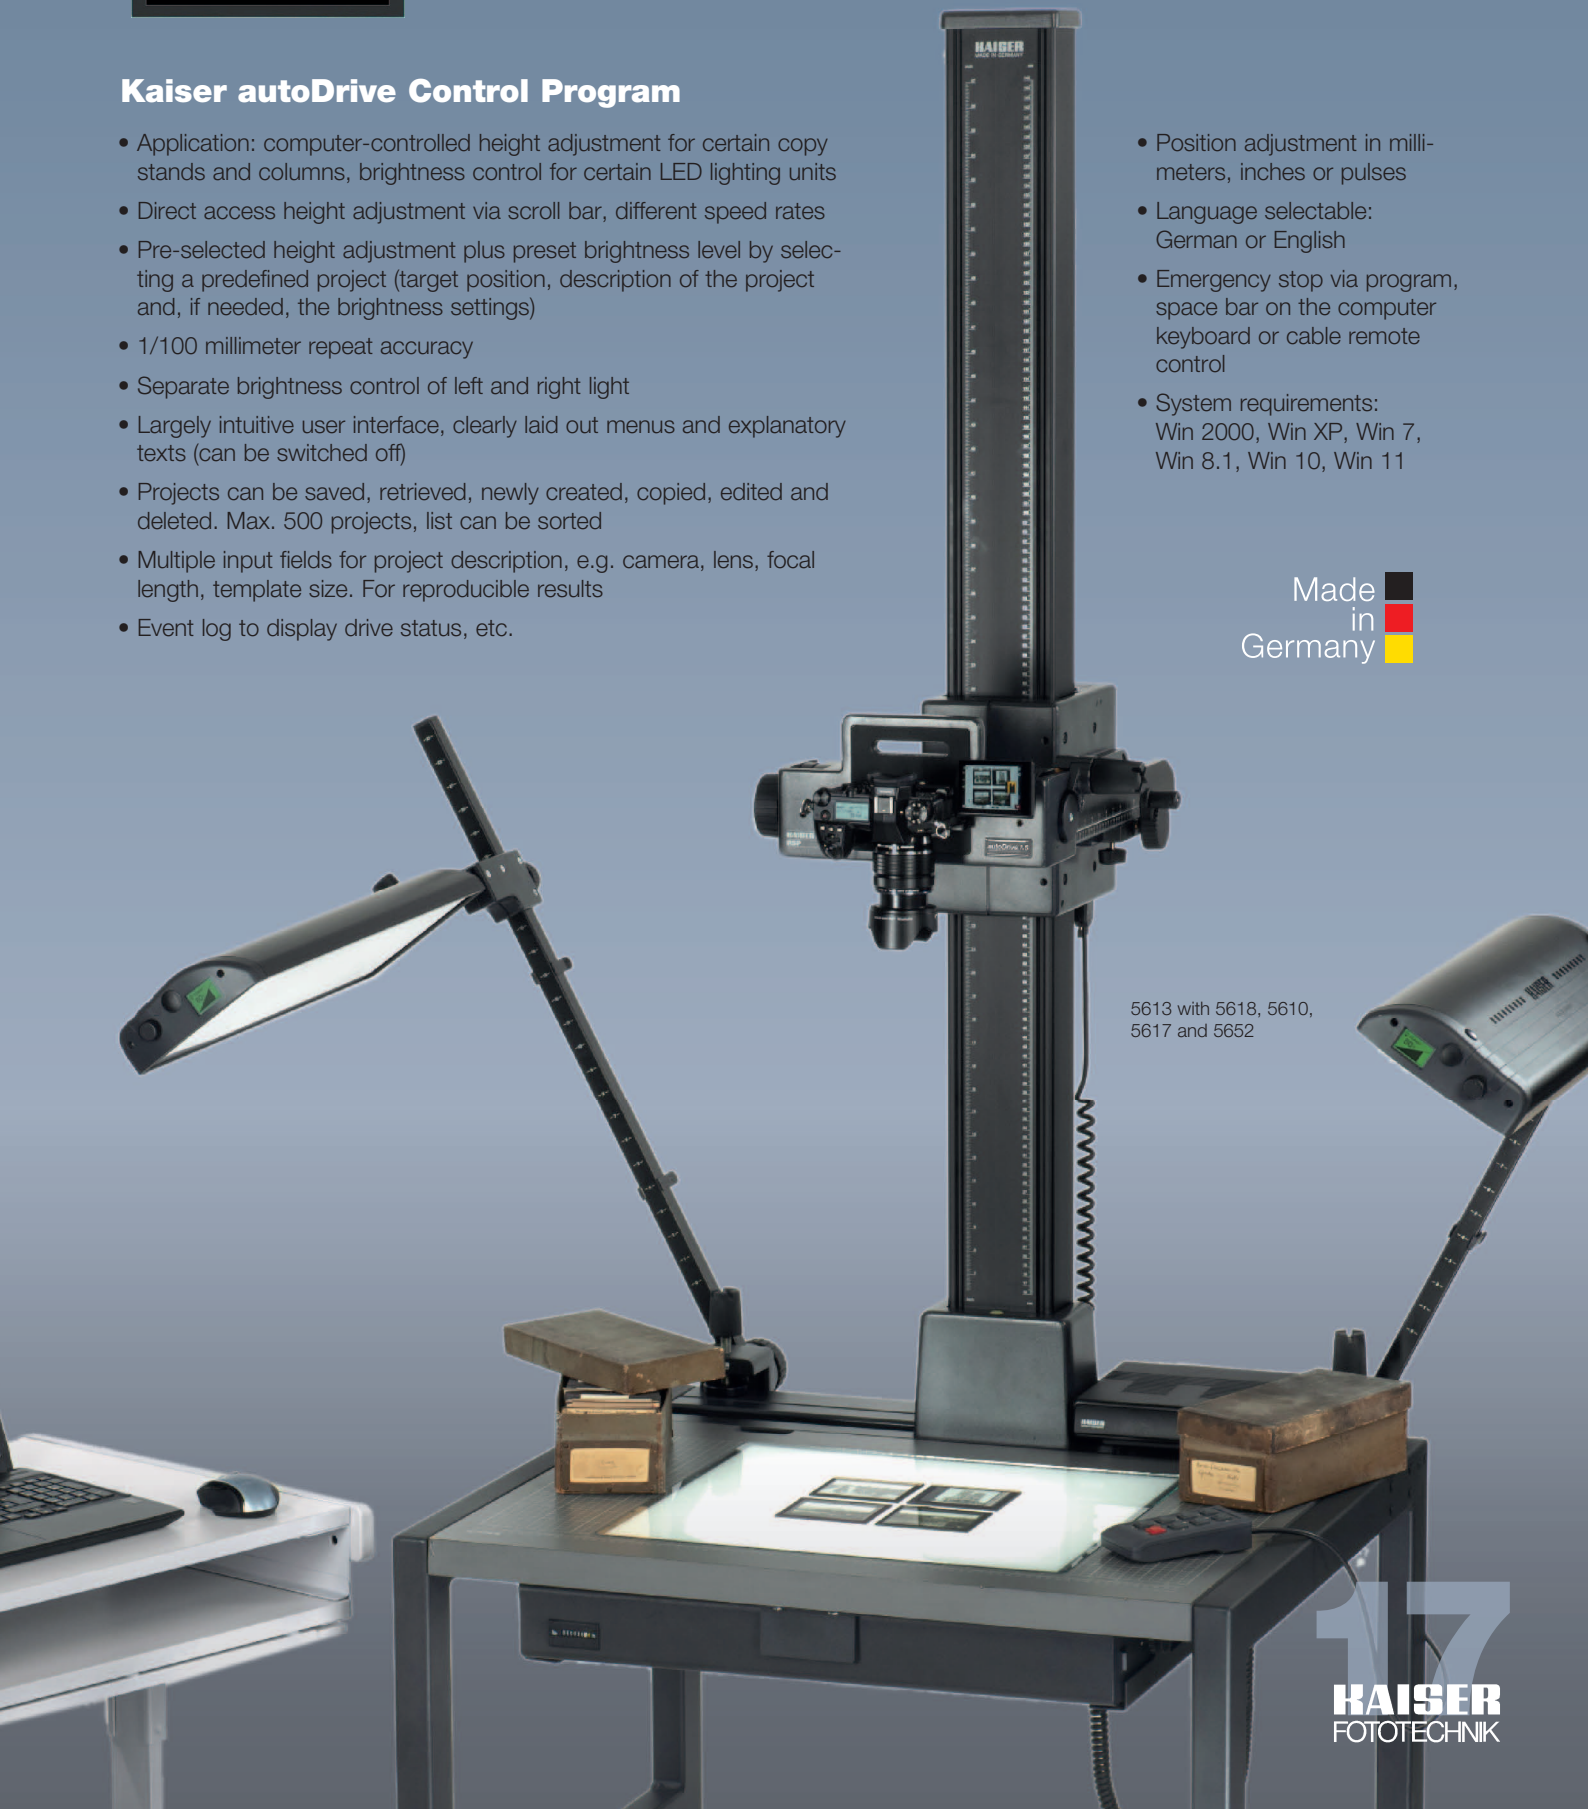 Kaiser autoDrive Control Program
• Application: computer-controlled height adjustment for certain copy
stands and columns, brightness control for certain LED lighting units
• Direct access height adjustment via scroll bar, different speed rates
• Pre-selected height adjustment plus preset brightness level by selec-
ting a predefined project (target position, description of the project
and, if needed, the brightness settings)
• 1/100 millimeter repeat accuracy
• Separate brightness control of left and right light
• Largely intuitive user interface, clearly laid out menus and explanatory
texts (can be switched off)
• Projects can be saved, retrieved, newly created, copied, edited and
deleted. Max. 500 projects, list can be sorted
• Multiple input fields for project description, e.g. camera, lens, focal
length, template size. For reproducible results
• Event log to display drive status, etc.
• Position adjustment in milli-
meters, inches or pulses
• Language selectable:
German or English
• Emergency stop via program,
space bar on the computer
keyboard or cable remote
control
• System requirements:
Win 2000, Win XP, Win 7,
Win 8.1, Win 10, Win 11
Made
in
Germany
KAISER
MADE IN GERMANY
KAISER
RSP
autoDrive 1.5
KAISER
5613 with 5618, 5610,
5617 and 5652
KAISER
17
KAISER
FOTOTECHNIK